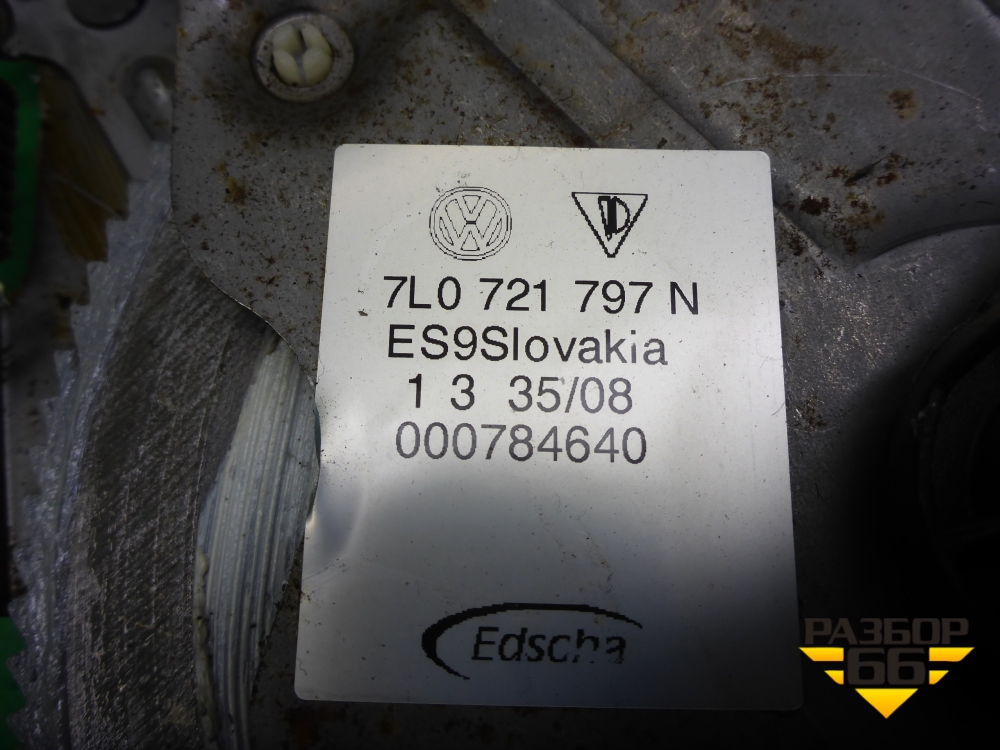 7L0 721 797 N
ES9Slovakia
1 3 35/08
000784640
Edscha
РАЗБОР
66